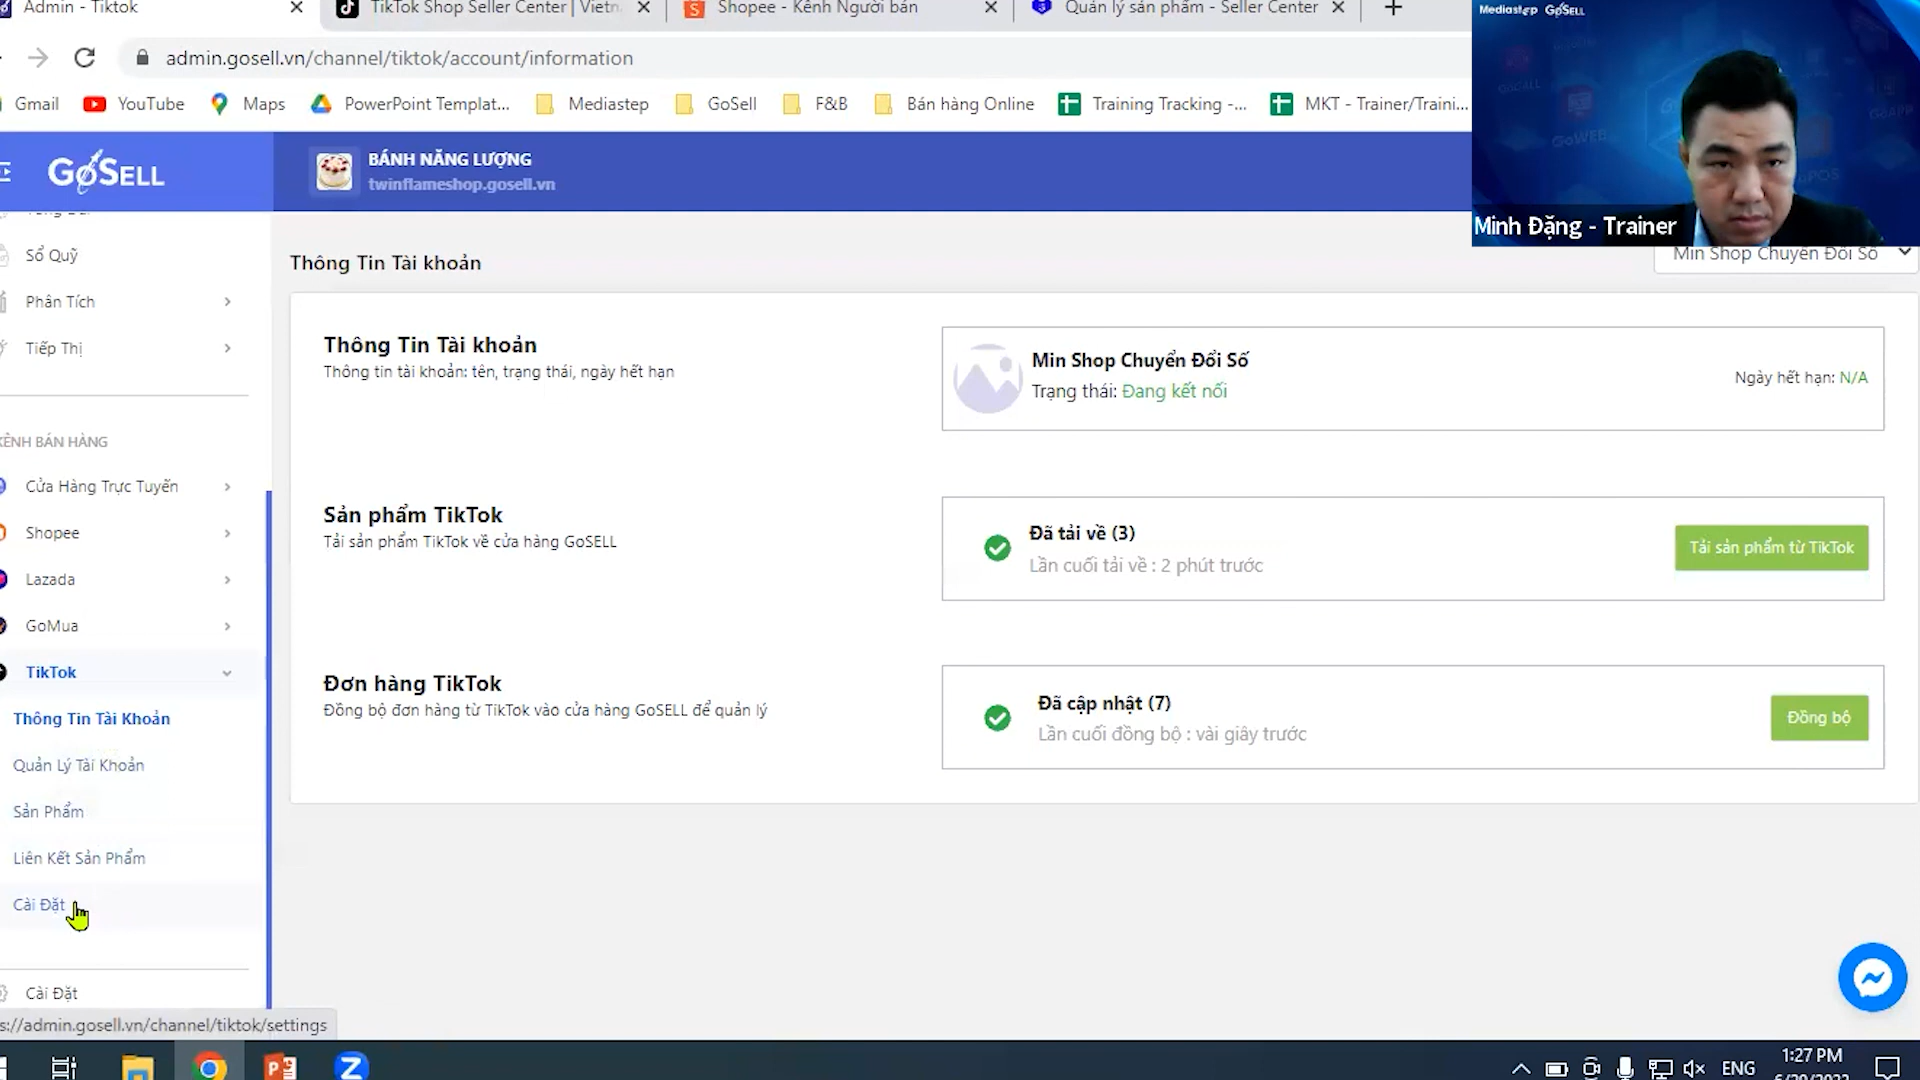 Admin - Tiktok
TikTok Shop Seller Center | Vietn
Shopee - Kênh Người bán
Quản lý sản phẩm - Seller Center
admin.gosell.vn/channel/tiktok/account/information
Gmail
YouTube
Maps
PowerPoint Templat...
Mediastep
GoSell
F&B
Bán hàng Online
Training Tracking -...
MKT - Trainer/Traini...
Mediastep GoSELL
Minh Đặng - Trainer
GoSELL
BÁNH NĂNG LƯỢNG
twinflameshop.gosell.vn
Sổ Quỹ
Phân Tích
Tiếp Thị
KÊNH BÁN HÀNG
Cửa Hàng Trực Tuyến
Shopee
Lazada
GoMua
TikTok
Thông Tin Tài Khoản
Quản Lý Tài Khoản
Sản Phẩm
Liên Kết Sản Phẩm
Cài Đặt
Cài Đặt
Thông Tin Tài khoản
Min Shop Chuyển Đổi Số
Thông Tin Tài khoản
Thông tin tài khoản: tên, trạng thái, ngày hết hạn
Min Shop Chuyển Đổi Số
Trạng thái: Đang kết nối
Ngày hết hạn: N/A
Sản phẩm TikTok
Tải sản phẩm TikTok về cửa hàng GoSELL
Đã tải về (3)
Lần cuối tải về : 2 phút trước
Tải sản phẩm từ TikTok
Đơn hàng TikTok
Đồng bộ đơn hàng từ TikTok vào cửa hàng GoSELL để quản lý
Đã cập nhật (7)
Lần cuối đồng bộ : vài giây trước
Đồng bộ
s://admin.gosell.vn/channel/tiktok/settings
ENG
1:27 PM